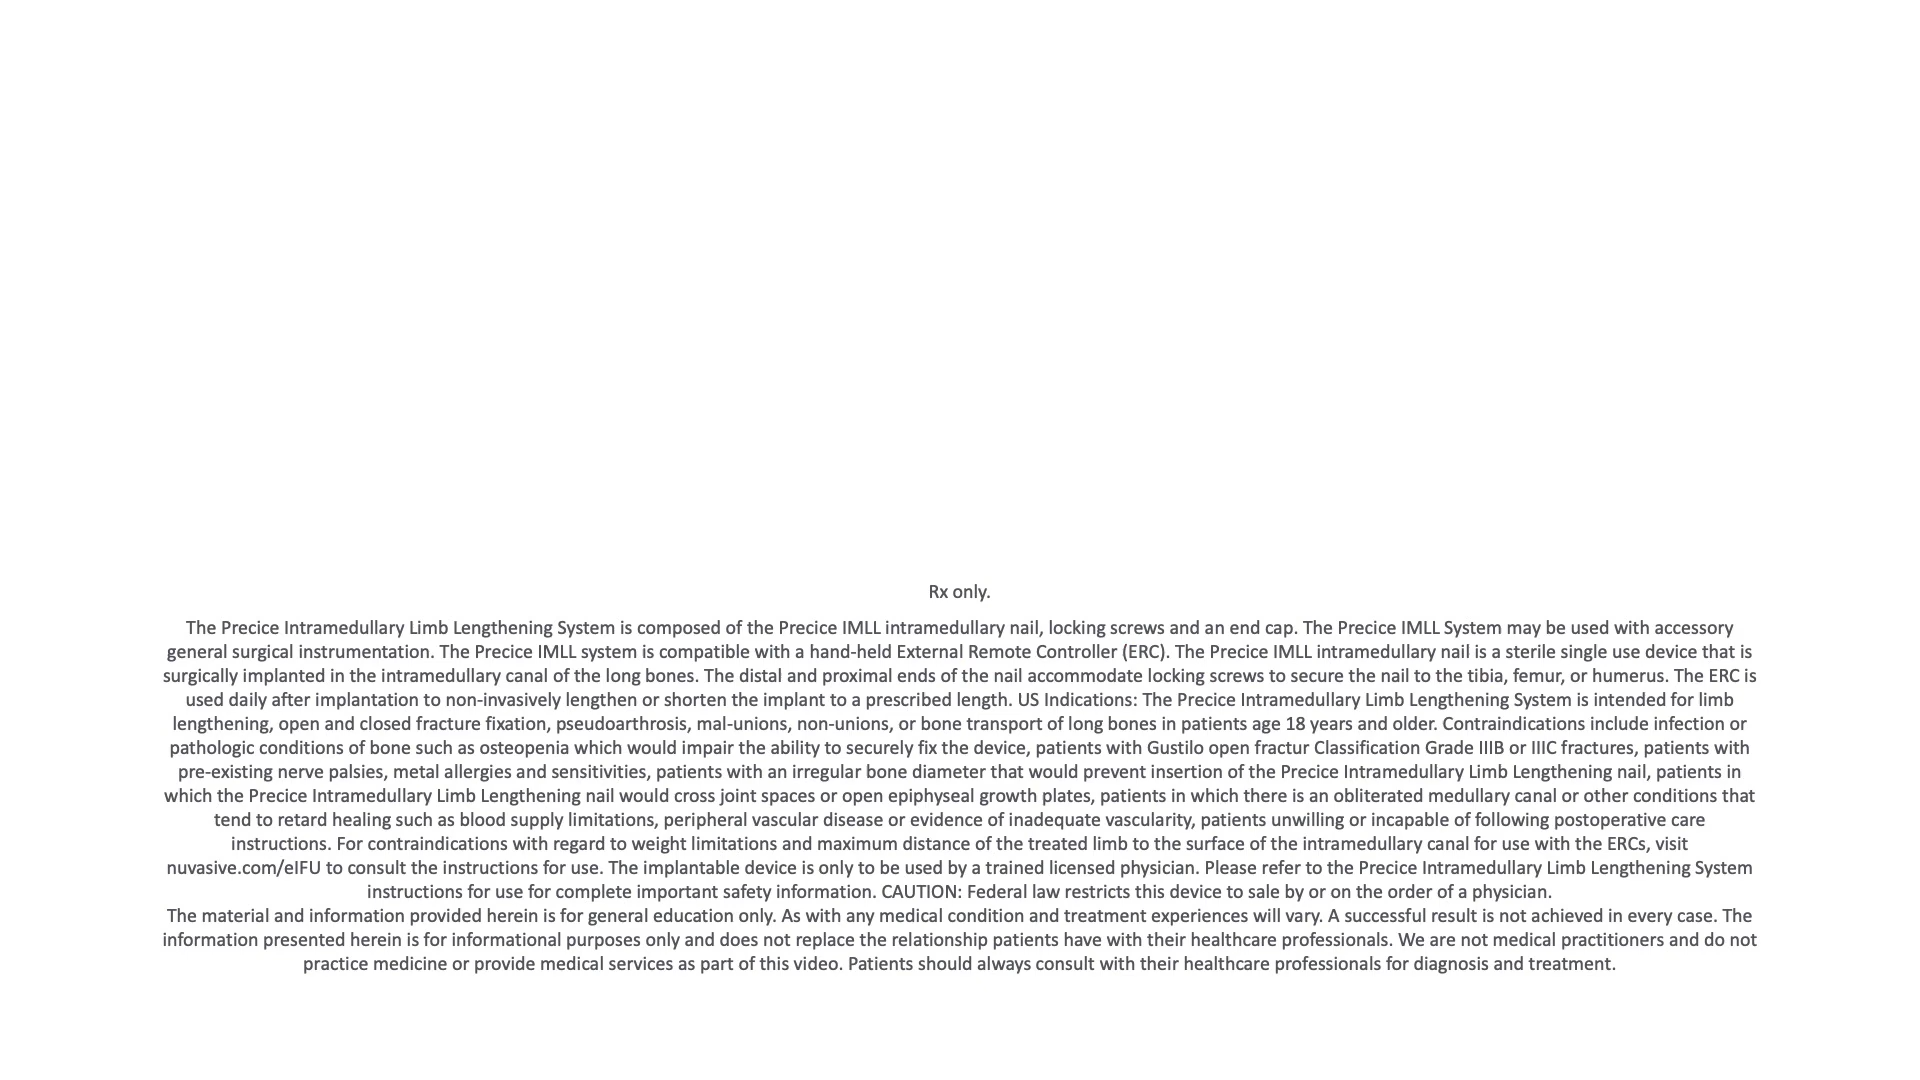 Rx only.
The Precice Intramedullary Limb Lengthening System is composed of the Precice IMLL intramedullary nail, locking screws and an end cap. The Precice IMLL System may be used with accessory
general surgical instrumentation. The Precice IMLL system is compatible with a hand-held External Remote Controller (ERC). The Precice IMLL intramedullary nail is a sterile single use device that is
surgically implanted in the intramedullary canal of the long bones. The distal and proximal ends of the nail accommodate locking screws to secure the nail to the tibia, femur, or humerus. The ERC is
used daily after implantation to non-invasively lengthen or shorten the implant to a prescribed length. US Indications: The Precice Intramedullary Limb Lengthening System is intended for limb
lengthening, open and closed fracture fixation, pseudoarthrosis, mal-unions, non-unions, or bone transport of long bones in patients age 18 years and older. Contraindications include infection or
pathologic conditions of bone such as osteopenia which would impair the ability to securely fix the device, patients with Gustilo open fractur Classification Grade IIIB or IIIC fractures, patients with
pre-existing nerve palsies, metal allergies and sensitivities, patients with an irregular bone diameter that would prevent insertion of the Precice Intramedullary Limb Lengthening nail, patients in
which the Precice Intramedullary Limb Lengthening nail would cross joint spaces or open epiphyseal growth plates, patients in which there is an obliterated medullary canal or other conditions that
tend to retard healing such as blood supply limitations, peripheral vascular disease or evidence of inadequate vascularity, patients unwilling or incapable of following postoperative care
instructions. For contraindications with regard to weight limitations and maximum distance of the treated limb to the surface of the intramedullary canal for use with the ERCs, visit
nuvasive.com/eIFU to consult the instructions for use. The implantable device is only to be used by a trained licensed physician. Please refer to the Precice Intramedullary Limb Lengthening System
instructions for use for complete important safety information. CAUTION: Federal law restricts this device to sale by or on the order of a physician.
The material and information provided herein is for general education only. As with any medical condition and treatment experiences will vary. A successful result is not achieved in every case. The
information presented herein is for informational purposes only and does not replace the relationship patients have with their healthcare professionals. We are not medical practitioners and do not
practice medicine or provide medical services as part of this video. Patients should always consult with their healthcare professionals for diagnosis and treatment.